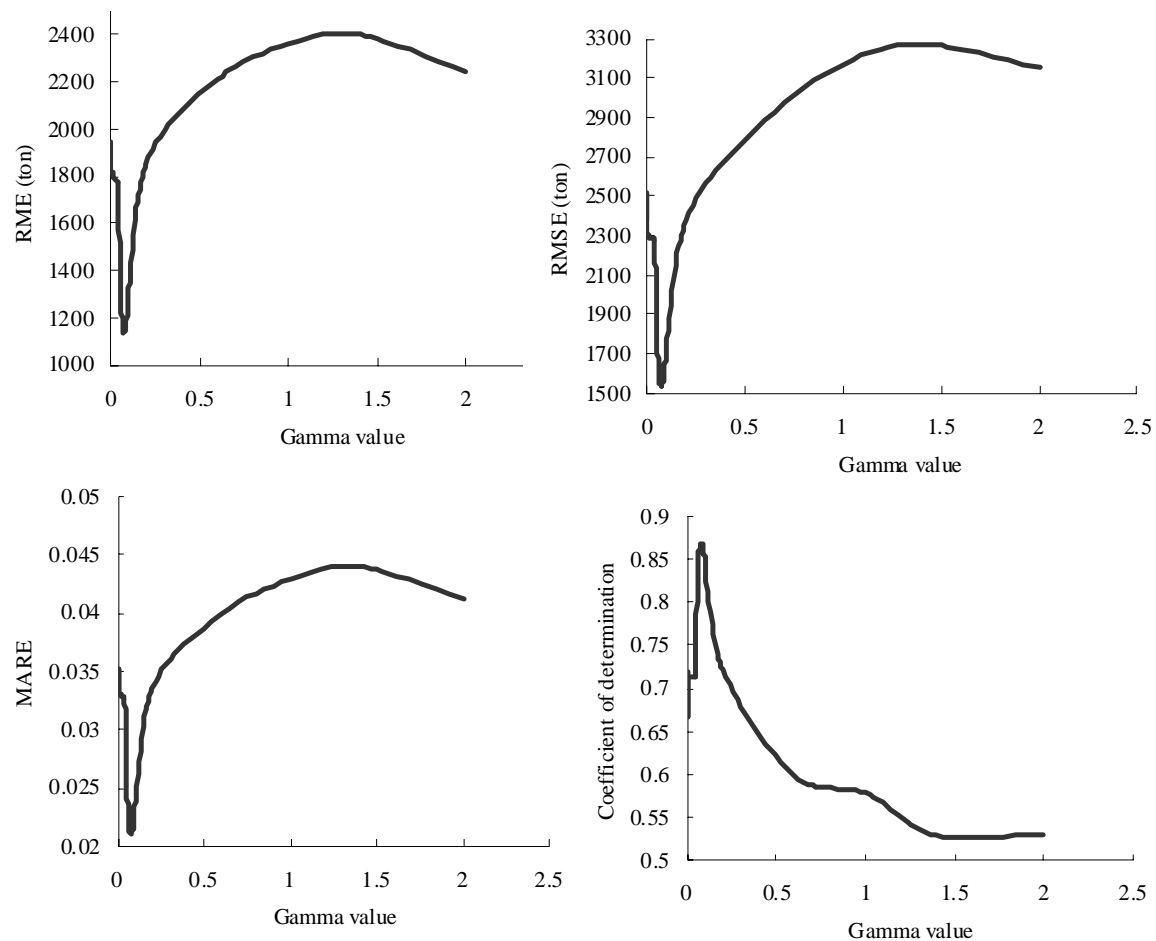 RME (ton)
2400
2200
2000
1800
1600
1400
1200
1000
0 0.5 1 1.5 2
Gamma value
RMSE (ton)
3300
3100
2900
2700
2500
2300
2100
1900
1700
1500
0 0.5 1 1.5 2 2.5
Gamma value
MARE
0.05
0.045
0.04
0.035
0.03
0.025
0.02
0 0.5 1 1.5 2 2.5
Gamma value
Coefficient of determination
0.9
0.85
0.8
0.75
0.7
0.65
0.6
0.55
0.5
0 0.5 1 1.5 2 2.5
Gamma value